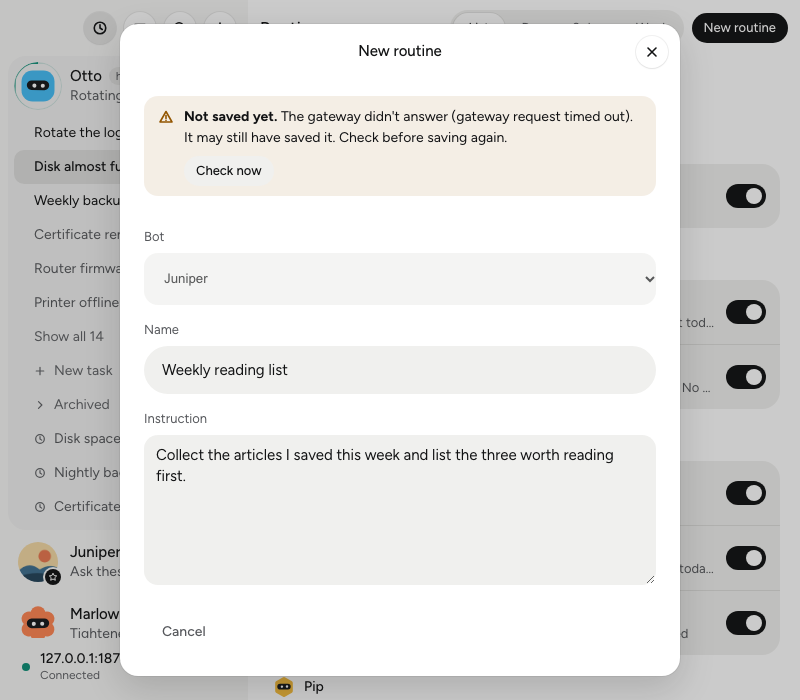 New routine
New routine
Not saved yet. The gateway didn't answer (gateway request timed out).
It may still have saved it. Check before saving again.
Check now
Bot
Juniper
Name
Weekly reading list
Instruction
Collect the articles I saved this week and list the three worth reading
first.
Cancel
Otto
Rotating
Rotate the log
Disk almost fu
Weekly backu
Certificate
Router firmwa
Printer offline
Show all 14
New task
Archived
Disk space
Nightly
Certificate
Juniper
Ask
Marlow
Tightene
127.0.0.1:187
Connected
tod...
No ...
toda...
Pip